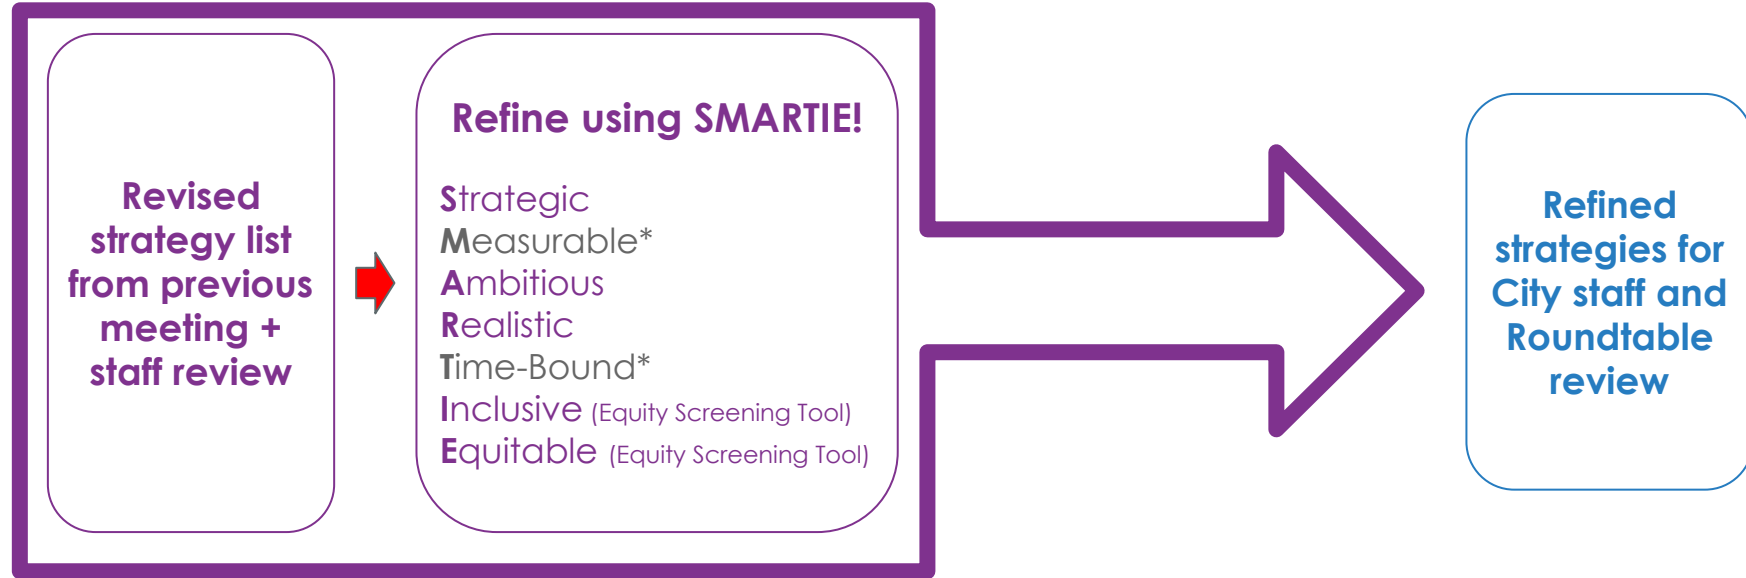 Revised
strategy list
from previous
meeting +
staff review
Refine using SMARTIE!
Strategic
Measurable*
Ambitious
Realistic
Time-Bound*
Inclusive (Equity Screening Tool)
Equitable (Equity Screening Tool)
Refined
strategies for
City staff and
Roundtable
review